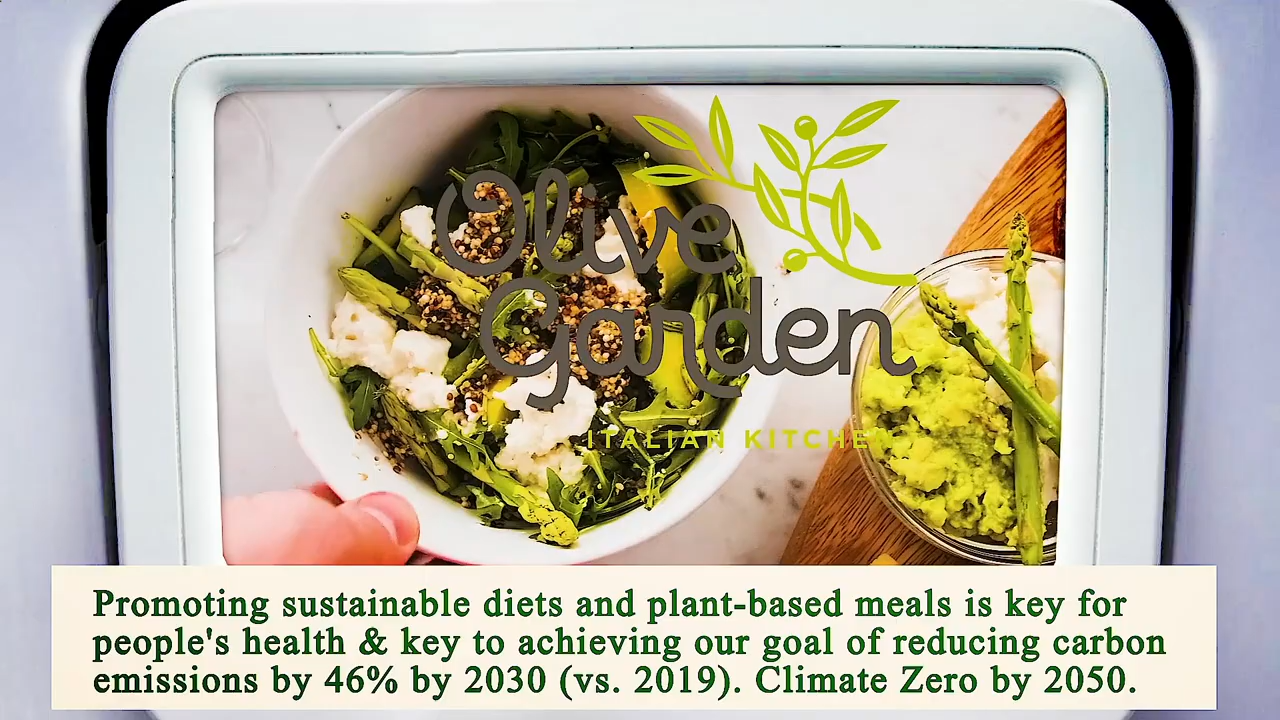 Olive
Garden
ITALIAN KITCHEN
Promoting sustainable diets and plant-based meals is key for
people's health & key to achieving our goal of reducing carbon
emissions by 46% by 2030 (vs. 2019). Climate Zero by 2050.